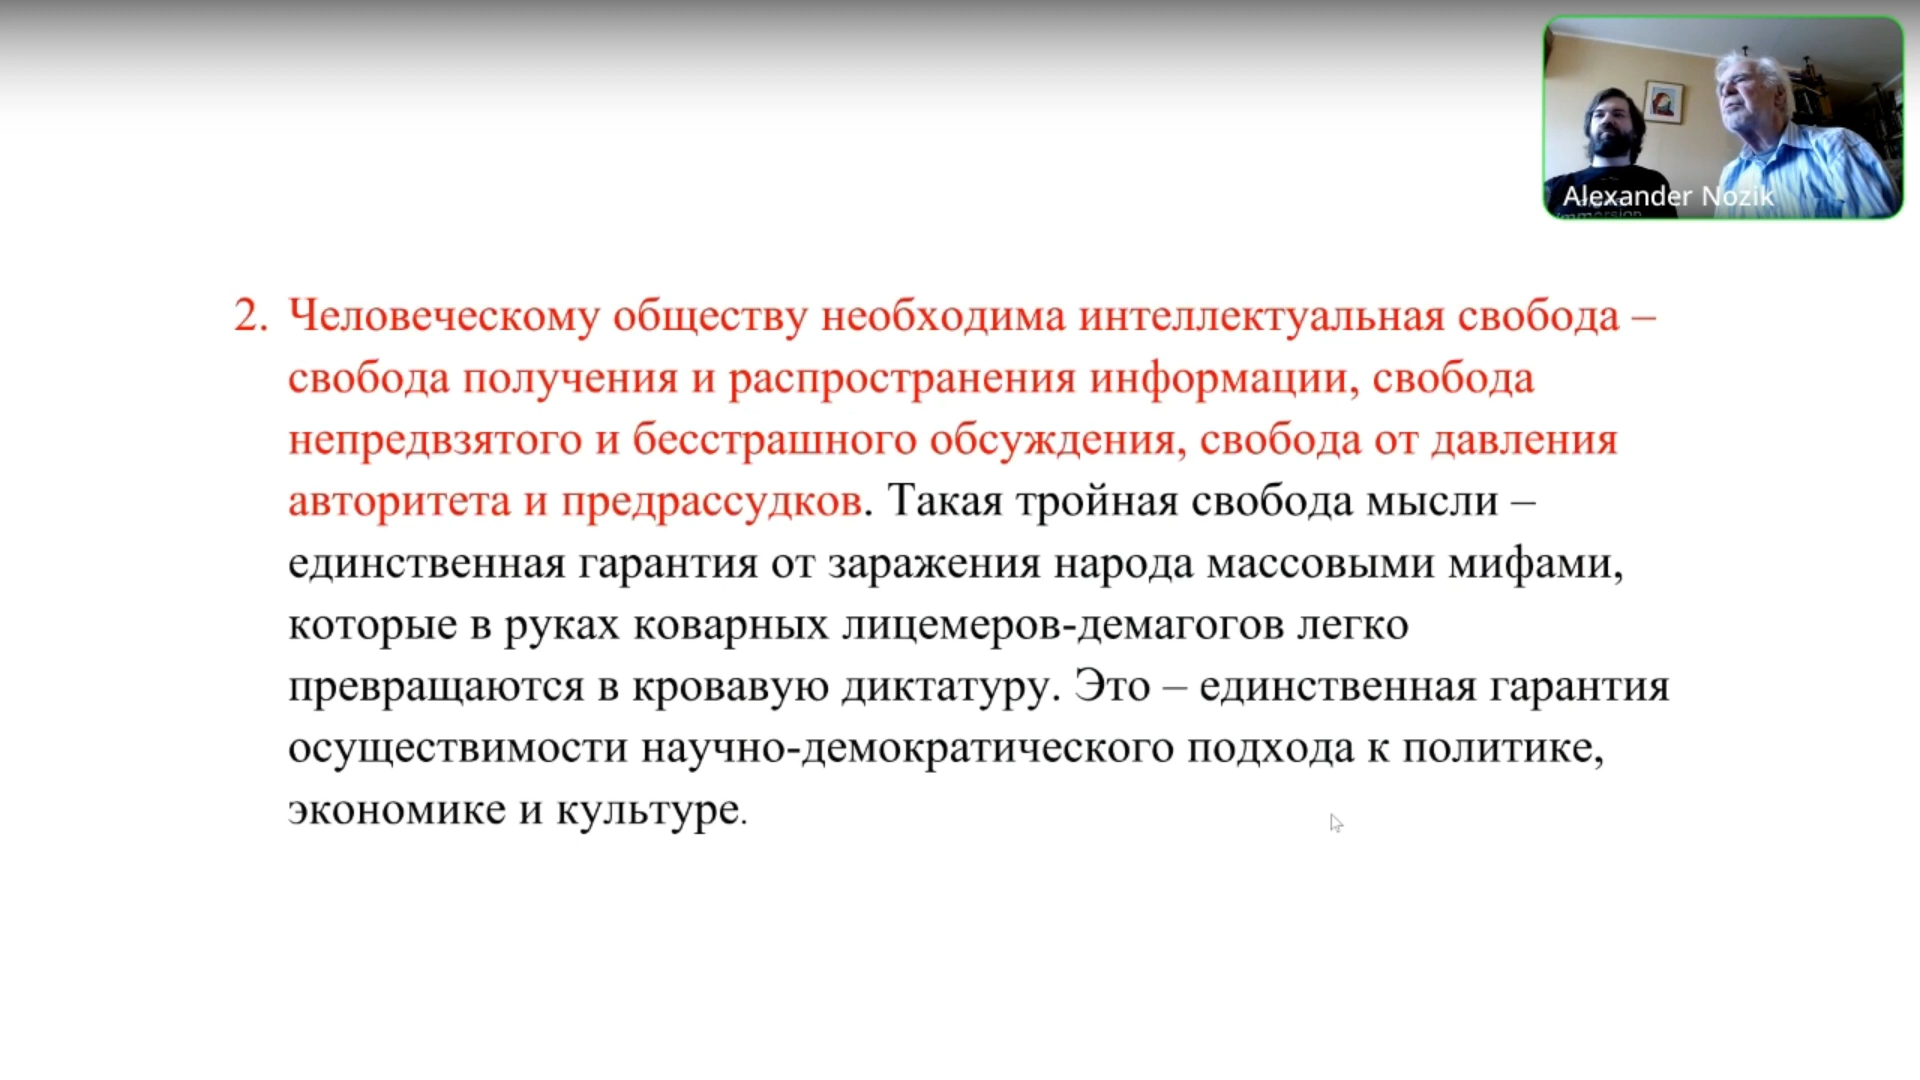 Alexander Nozik
2. Человеческому обществу необходима интеллектуальная свобода –
свобода получения и распространения информации, свобода
непредвзятого и бесстрашного обсуждения, свобода от давления
авторитета и предрассудков. Такая тройная свобода мысли –
единственная гарантия от заражения народа массовыми мифами,
которые в руках коварных лицемеров-демагогов легко
превращаются в кровавую диктатуру. Это – единственная гарантия
осуществимости научно-демократического подхода к политике,
экономике и культуре.